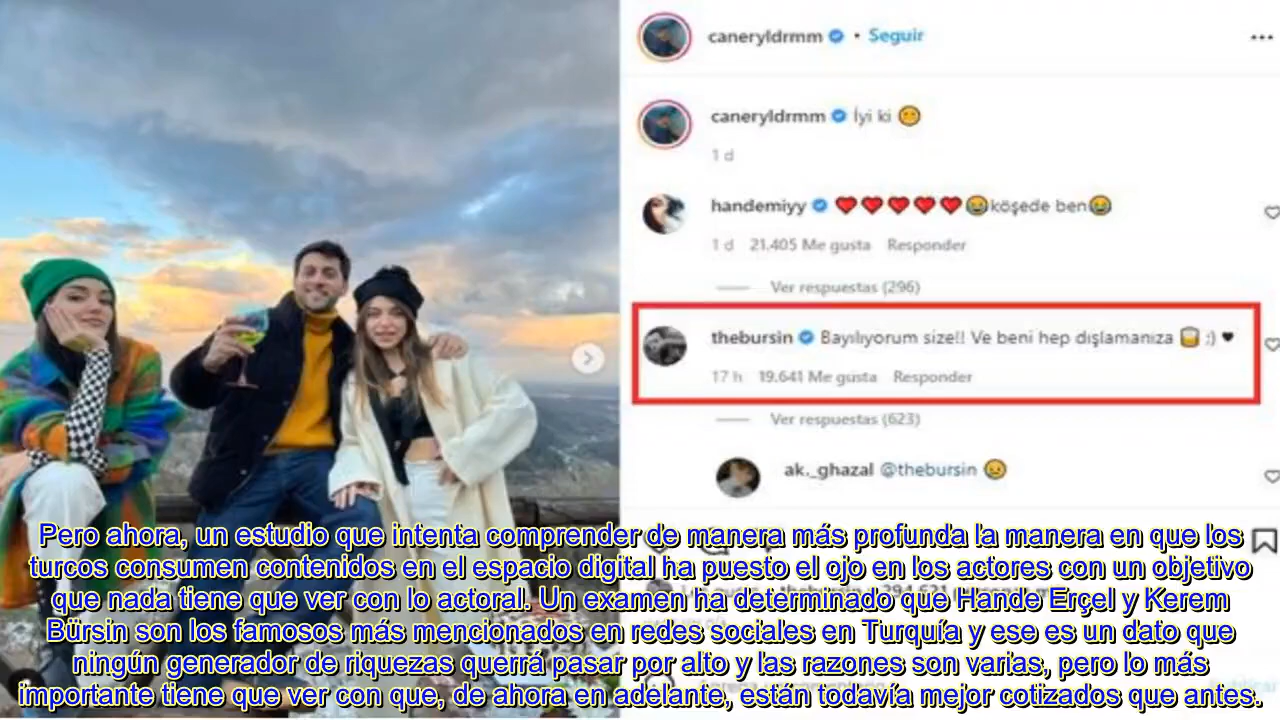 caneryldrmm • Seguir
caneryldrmm İyi ki 🤭
1 d
handemiyy ❤️❤️❤️❤️❤️😂köşede ben😂
1 d 21.405 Me gusta Responder
Ver respuestas (296)
thebursin Bayılıyorum size!! Ve beni hep dışlamanıza 🥃 :) ♥
17 h 19.641 Me gusta Responder
Ver respuestas (623)
ak._ghazal @thebursin 😢
Pero ahora, un estudio que intenta comprender de manera más profunda la manera en que los
turcos consumen contenidos en el espacio digital ha puesto el ojo en los actores con un objetivo
que nada tiene que ver con lo actoral. Un examen ha determinado que Hande Erçel y Kerem
Bürsin son los famosos más mencionados en redes sociales en Turquía y ese es un dato que
ningún generador de riquezas querrá pasar por alto y las razones son varias, pero lo más
importante tiene que ver con que, de ahora en adelante, están todavía mejor cotizados que antes.